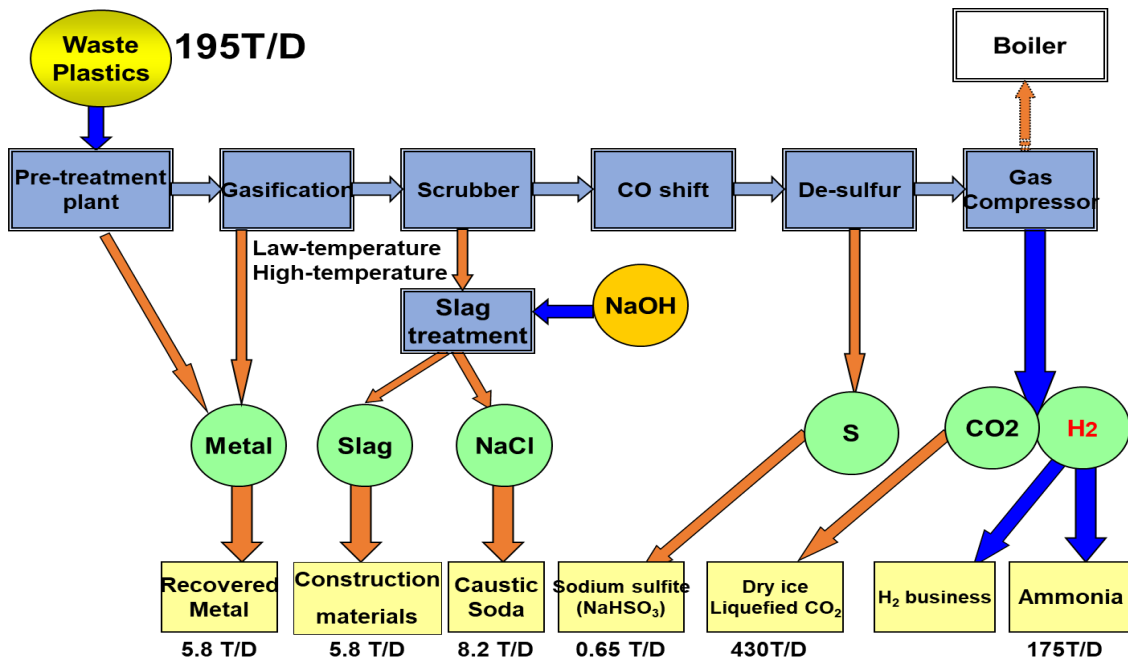 Waste
Plastics
195T/D
Boiler
Pre-treatment
plant
Gasification
Scrubber
CO shift
De-sulfur
Gas
Compressor
Law-temperature
High-temperature
Slag
treatment
NaOH
Metal
Slag
NaCl
S
CO2
H2
Recovered
Metal
Construction
materials
Caustic
Soda
Sodium sulfite
(NaHSO₃)
Dry ice
Liquefied CO₂
H₂ business
Ammonia
5.8 T/D
5.8 T/D
8.2 T/D
0.65 T/D
430T/D
175T/D